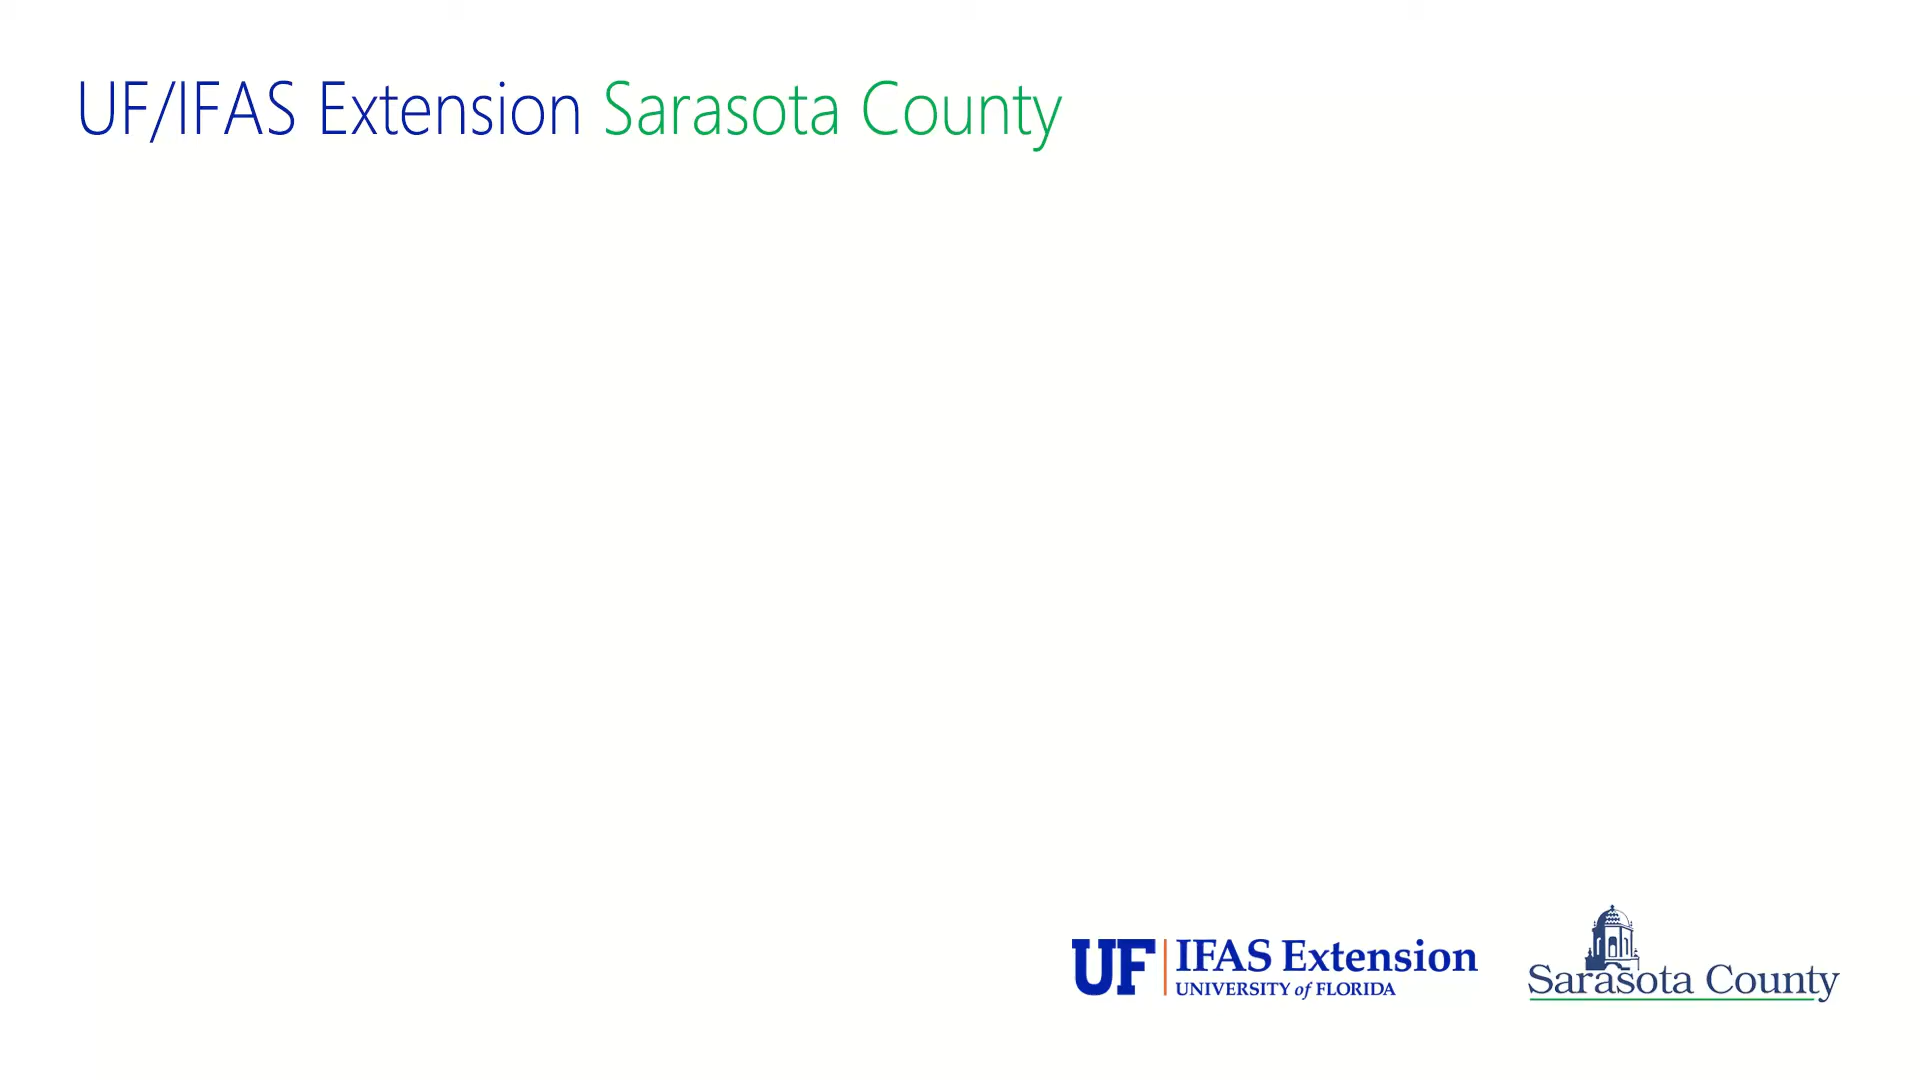 UF/IFAS Extension Sarasota County
UF IFAS Extension
UNIVERSITY of FLORIDA
Sarasota County